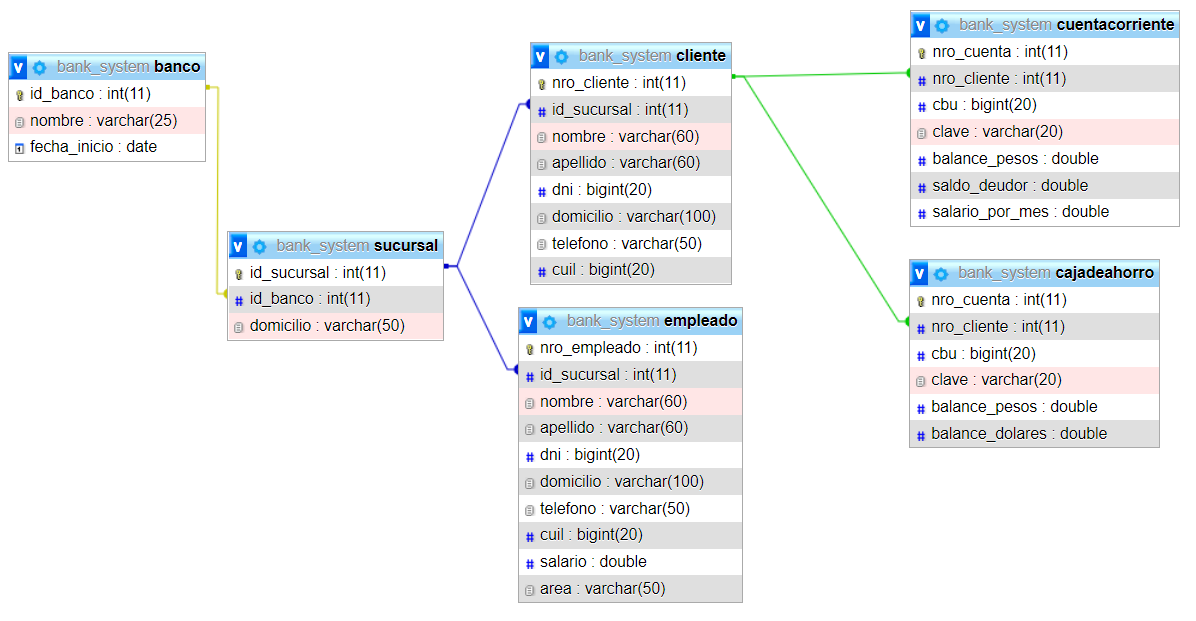 v bank_system banco
id_banco : int(11)
nombre : varchar(25)
fecha_inicio : date
v bank_system sucursal
id_sucursal : int(11)
# id_banco : int(11)
domicilio : varchar(50)
v bank_system cliente
nro_cliente : int(11)
# id_sucursal : int(11)
nombre : varchar(60)
apellido : varchar(60)
# dni : bigint(20)
domicilio : varchar(100)
telefono : varchar(50)
# cuil : bigint(20)
v bank_system empleado
nro_empleado : int(11)
# id_sucursal : int(11)
nombre : varchar(60)
apellido : varchar(60)
# dni : bigint(20)
domicilio : varchar(100)
telefono : varchar(50)
# cuil : bigint(20)
# salario : double
area : varchar(50)
v bank_system cuentacorriente
nro_cuenta : int(11)
# nro_cliente : int(11)
# cbu : bigint(20)
clave : varchar(20)
# balance_pesos : double
# saldo_deudor : double
# salario_por_mes : double
v bank_system cajadeahorro
nro_cuenta : int(11)
# nro_cliente : int(11)
# cbu : bigint(20)
clave : varchar(20)
# balance_pesos : double
# balance_dolares : double